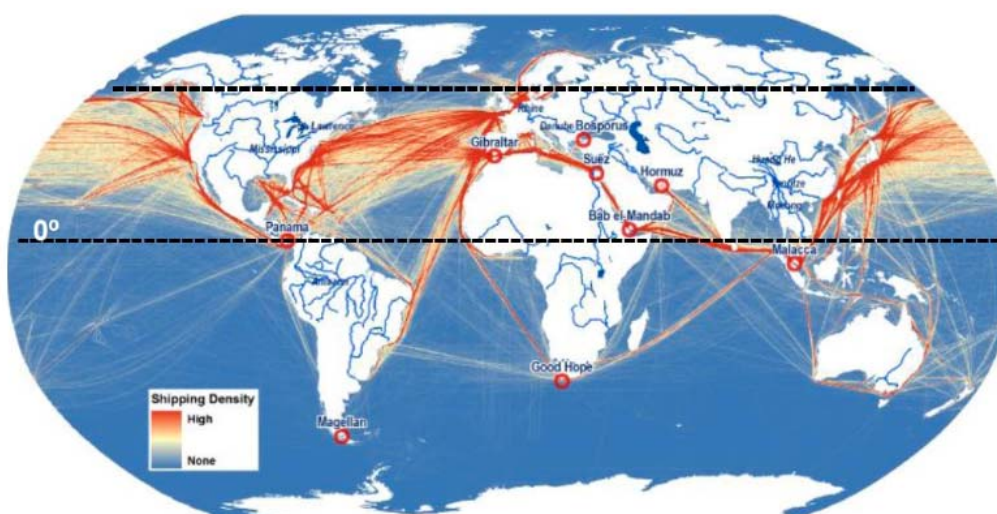 St Lawrence
Rhine
Danube
Bosporus
Mississippi
Gibraltar
Suez
Hormuz
Huang He
Yangtze
Mekong
Bab el-Mandab
0º
Panama
Malacca
Amazon
Good Hope
Shipping Density
High
None
Magellan